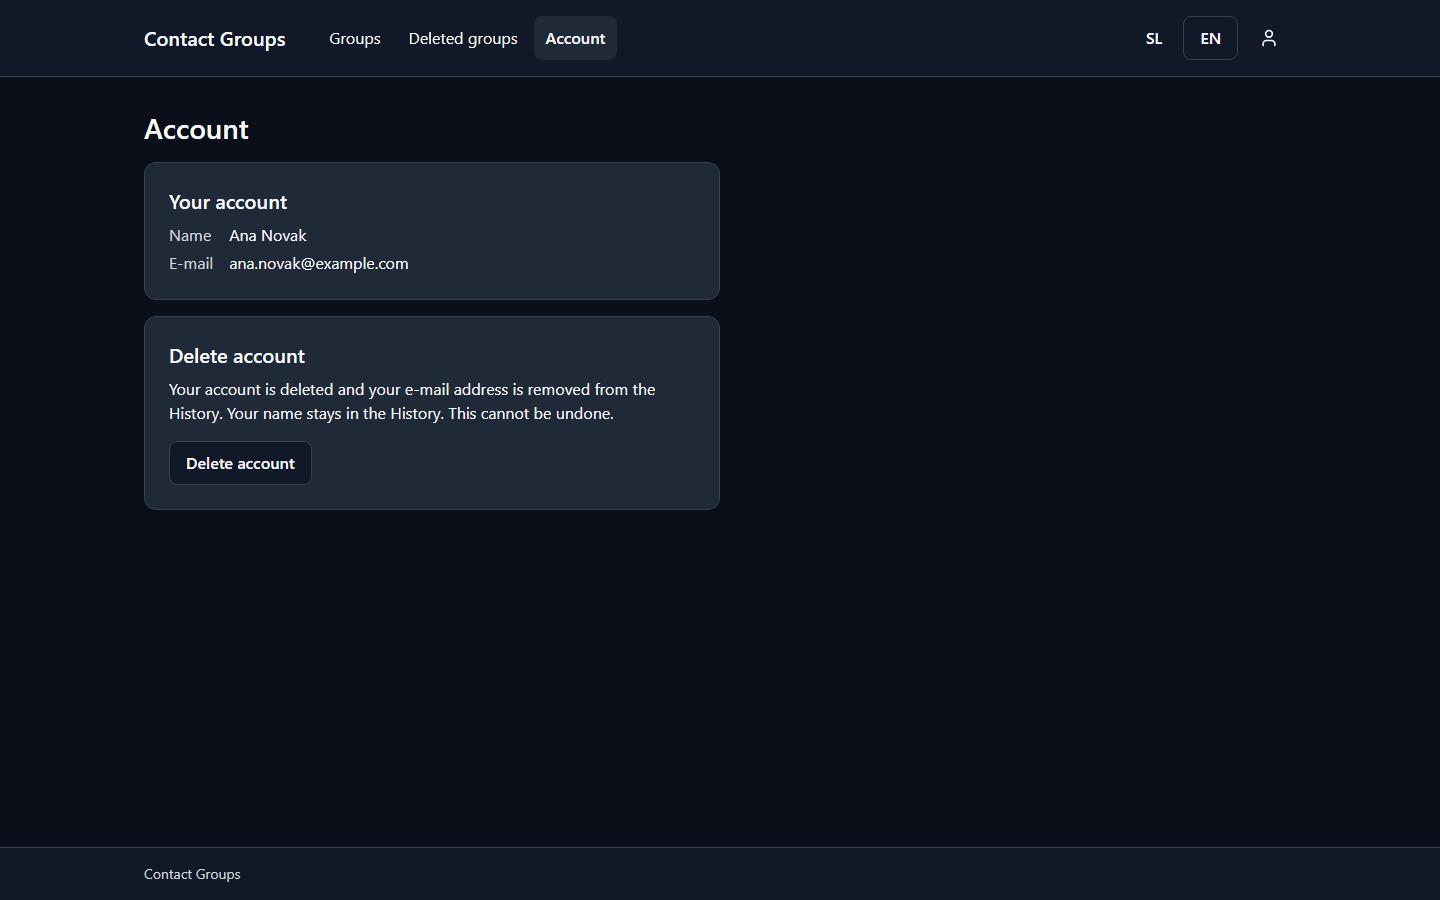 Contact Groups
Groups
Deleted groups
Account
SL
EN
Account
Your account
Name Ana Novak
E-mail ana.novak@example.com
Delete account
Your account is deleted and your e-mail address is removed from the
History. Your name stays in the History. This cannot be undone.
Delete account
Contact Groups